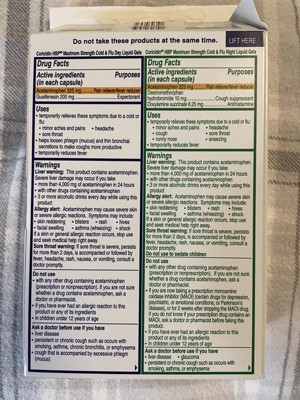 Do not take these products at the same time.
LIFT HERE
Coricidin HBP® Maximum Strength Cold & Flu Day Liquid Gels
Drug Facts
Active ingredients Purposes
(in each capsule)
Acetaminophen 325 mg Pain reliever/fever reducer
Guaifenesin 200 mg Expectorant
Uses
• temporarily relieves these symptoms due to a cold or
flu:
• minor aches and pains • headache
• sore throat
• helps loosen phlegm (mucus) and thin bronchial
secretions to make coughs more productive
• temporarily reduces fever
Warnings
Liver warning: This product contains acetaminophen.
Severe liver damage may occur if you take
• more than 4,000 mg of acetaminophen in 24 hours
• with other drugs containing acetaminophen
• 3 or more alcoholic drinks every day while using this
product
Allergy alert: Acetaminophen may cause severe skin
or severe allergic reactions. Symptoms may include:
• skin reddening • blisters • rash • hives
• facial swelling • asthma (wheezing) • shock
If a skin or general allergic reaction occurs, stop use
and seek medical help right away.
Sore throat warning: If sore throat is severe, persists
for more than 2 days, is accompanied or followed by
fever, headache, rash, nausea, or vomiting, consult a
doctor promptly.
Do not use
• with any other drug containing acetaminophen
(prescription or nonprescription). If you are not sure
whether a drug contains acetaminophen, ask a
doctor or pharmacist.
• if you have ever had an allergic reaction to this
product or any of its ingredients
• in children under 12 years of age
Ask a doctor before use if you have
• liver disease
• persistent or chronic cough such as occurs with
smoking, asthma, chronic bronchitis, or emphysema
• cough that is accompanied by excessive phlegm
(mucus)
Coricidin® HBP® Maximum Strength Cold & Flu Night Liquid Gels
Drug Facts
Active ingredients Purposes
(in each capsule)
Acetaminophen 325 mg Pain reliever/fever reducer
Dextromethorphan
hydrobromide 10 mg Cough suppressant
Doxylamine succinate 6.25 mg Antihistamine
Uses
• temporarily relieves these symptoms due to a cold or flu:
• minor aches and pains • headache
• cough • sore throat
• runny nose • sneezing
• temporarily reduces fever
Warnings
Liver warning: This product contains acetaminophen.
Severe liver damage may occur if you take
• more than 4,000 mg of acetaminophen in 24 hours
• with other drugs containing acetaminophen
• 3 or more alcoholic drinks every day while using this
product
Allergy alert: Acetaminophen may cause severe skin
or severe allergic reactions. Symptoms may include:
• skin reddening • blisters • rash • hives
• facial swelling • asthma (wheezing) • shock
If a skin or general allergic reaction occurs, stop use
and seek medical help right away.
Sore throat warning: If sore throat is severe, persists
for more than 2 days, is accompanied or followed by
fever, headache, rash, nausea, or vomiting, consult a
doctor promptly.
Do not use to sedate children
Do not use
• with any other drug containing acetaminophen
(prescription or nonprescription). If you are not sure
whether a drug contains acetaminophen, ask a
doctor or pharmacist.
• if you are now taking a prescription monoamine
oxidase inhibitor (MAOI) (certain drugs for depression,
psychiatric, or emotional conditions, or Parkinson's
disease), or for 2 weeks after stopping the MAOI drug.
If you do not know if your prescription drug contains an
MAOI, ask a doctor or pharmacist before taking this
product.
• if you have ever had an allergic reaction to this
product or any of its ingredients
• in children under 12 years of age
Ask a doctor before use if you have
• liver disease • glaucoma
• persistent or chronic cough such as occurs with
smoking, asthma, or emphysema